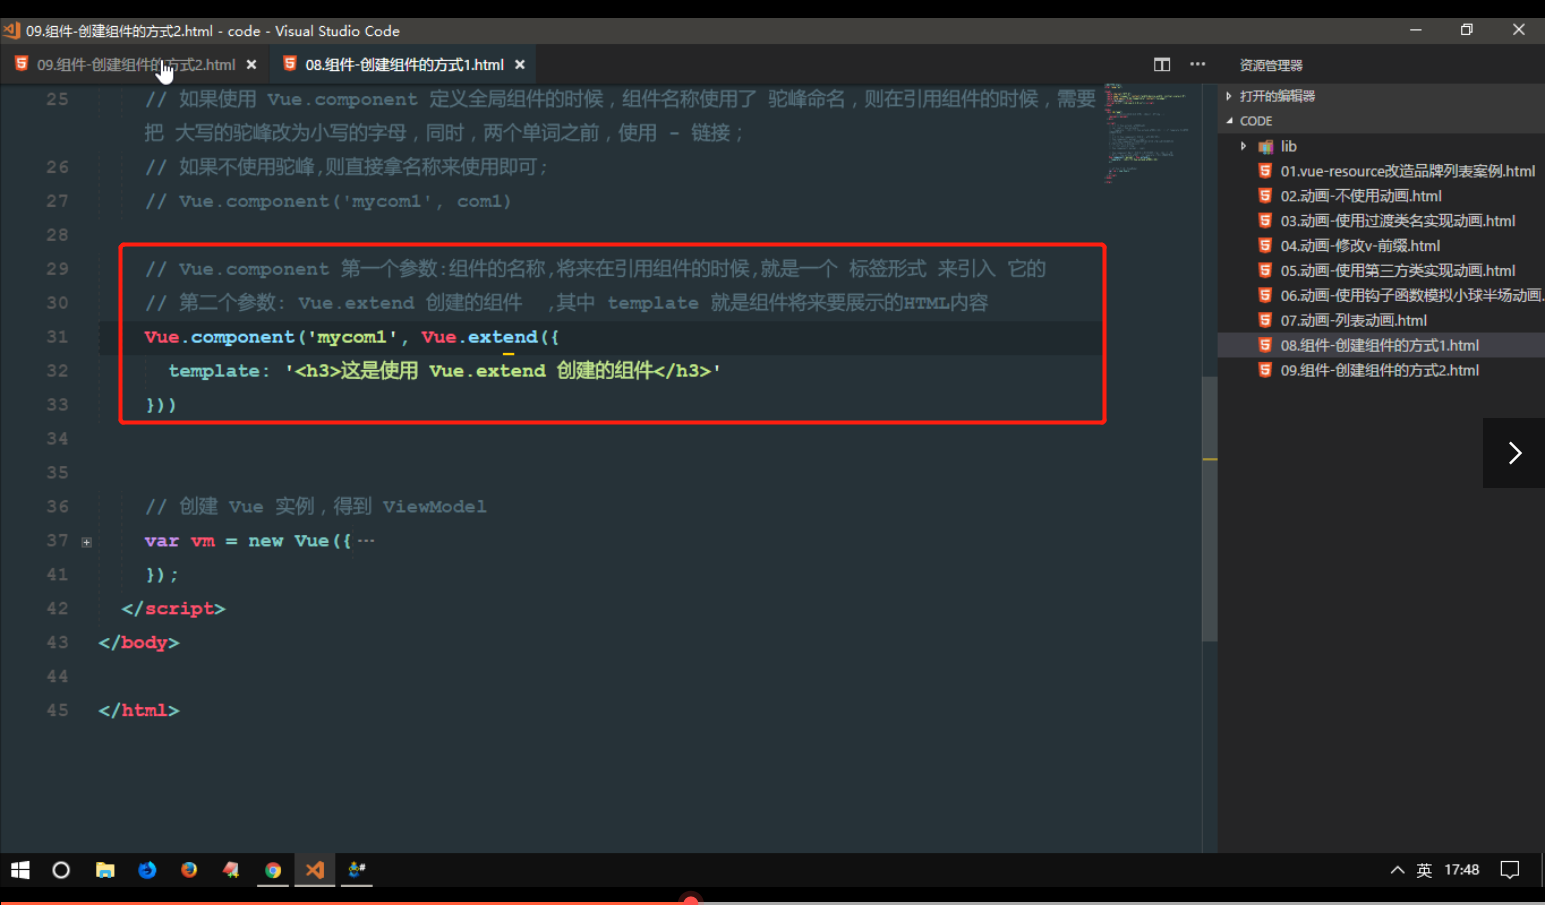 09.组件-创建组件的方式2.html - code - Visual Studio Code
09.组件-创建组件的方式2.html
08.组件-创建组件的方式1.html
资源管理器
25 // 如果使用 Vue.component 定义全局组件的时候，组件名称使用了 驼峰命名，则在引用组件的时候，需要
把 大写的驼峰改为小写的字母，同时，两个单词之前，使用 - 链接；
26 // 如果不使用驼峰,则直接拿名称来使用即可;
27 // Vue.component('mycom1', com1)
28
29 // Vue.component 第一个参数:组件的名称,将来在引用组件的时候,就是一个 标签形式 来引入 它的
30 // 第二个参数: Vue.extend 创建的组件  ,其中 template 就是组件将来要展示的HTML内容
31 Vue.component('mycom1', Vue.extend({
32 template: '<h3>这是使用 Vue.extend 创建的组件</h3>'
33 }))
34
35
36 // 创建 Vue 实例，得到 ViewModel
37 var vm = new Vue({ ···
41 });
42 </script>
43 </body>
44
45 </html>
打开的编辑器
CODE
lib
01.vue-resource改造品牌列表案例.html
02.动画-不使用动画.html
03.动画-使用过渡类名实现动画.html
04.动画-修改v-前缀.html
05.动画-使用第三方类实现动画.html
06.动画-使用钩子函数模拟小球半场动画.
07.动画-列表动画.html
08.组件-创建组件的方式1.html
09.组件-创建组件的方式2.html
英 17:48